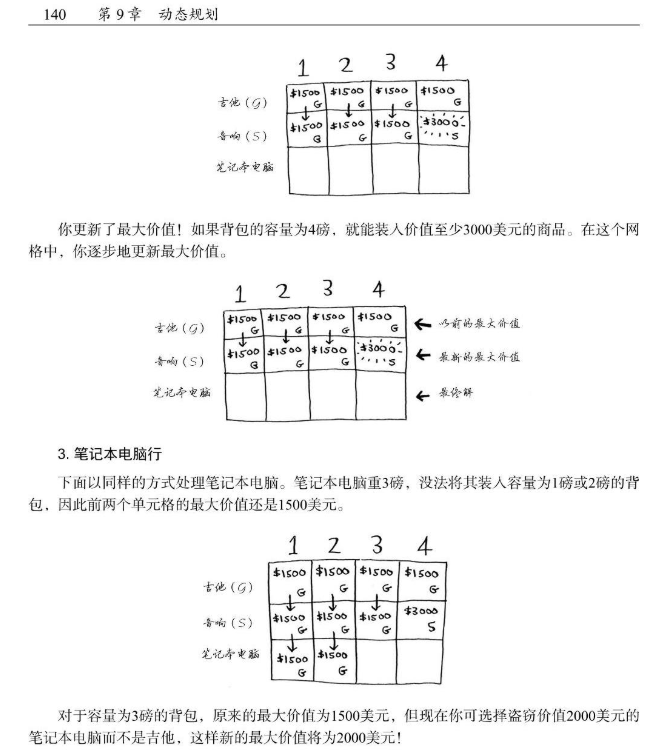 140 第9章 动态规划
1 2 3 4
吉他(G) $1500 G $1500 G $1500 G $1500 G
音响(S) $1500 G $1500 G $1500 G $3000 S
笔记本电脑
你更新了最大价值！如果背包的容量为4磅，就能装入价值至少3000美元的商品。在这个网
格中，你逐步地更新最大价值。
1 2 3 4
吉他(G) $1500 G $1500 G $1500 G $1500 G ← 以前的最大价值
音响(S) $1500 G $1500 G $1500 G $3000 S ← 最新的最大价值
笔记本电脑 ← 最终解
3. 笔记本电脑行
下面以同样的方式处理笔记本电脑。笔记本电脑重3磅，没法将其装入容量为1磅或2磅的背
包，因此前两个单元格的最大价值还是1500美元。
1 2 3 4
吉他(G) $1500 G $1500 G $1500 G $1500 G
音响(S) $1500 G $1500 G $1500 G $3000 S
笔记本电脑 $1500 G $1500 G
对于容量为3磅的背包，原来的最大价值为1500美元，但现在你可选择盗窃价值2000美元的
笔记本电脑而不是吉他，这样新的最大价值将为2000美元！